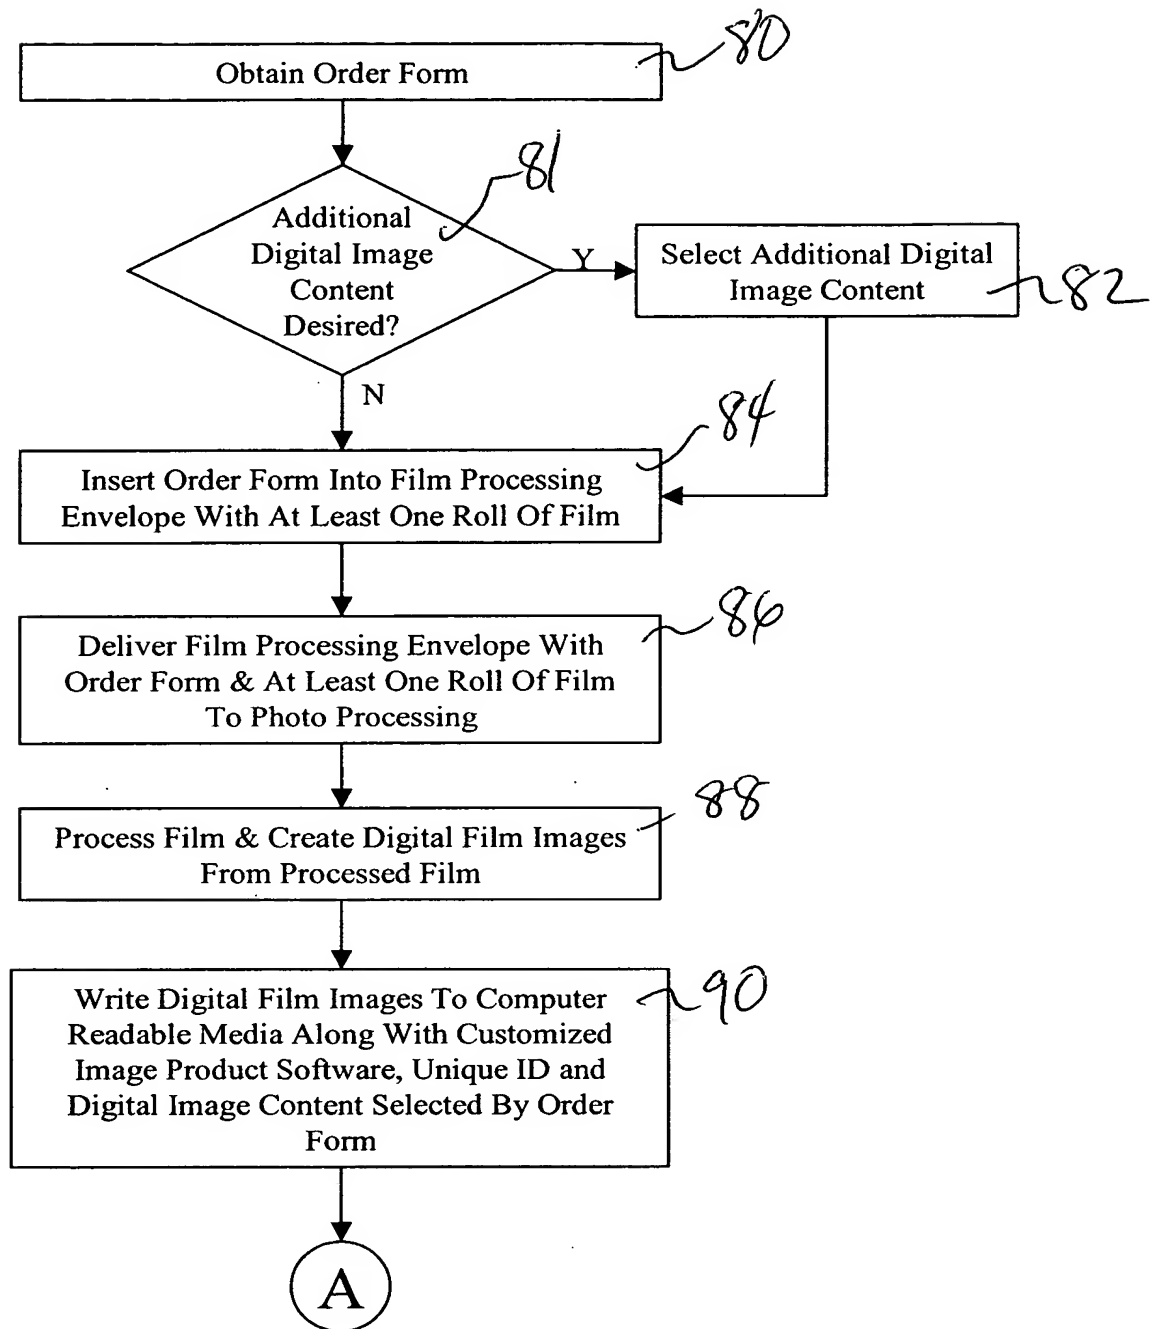 Obtain Order Form
80
Additional
Digital Image
Content
Desired?
81
Y
Select Additional Digital
Image Content
82
N
Insert Order Form Into Film Processing
Envelope With At Least One Roll Of Film
84
Deliver Film Processing Envelope With
Order Form & At Least One Roll Of Film
To Photo Processing
86
Process Film & Create Digital Film Images
From Processed Film
88
Write Digital Film Images To Computer
Readable Media Along With Customized
Image Product Software, Unique ID and
Digital Image Content Selected By Order
Form
90
A